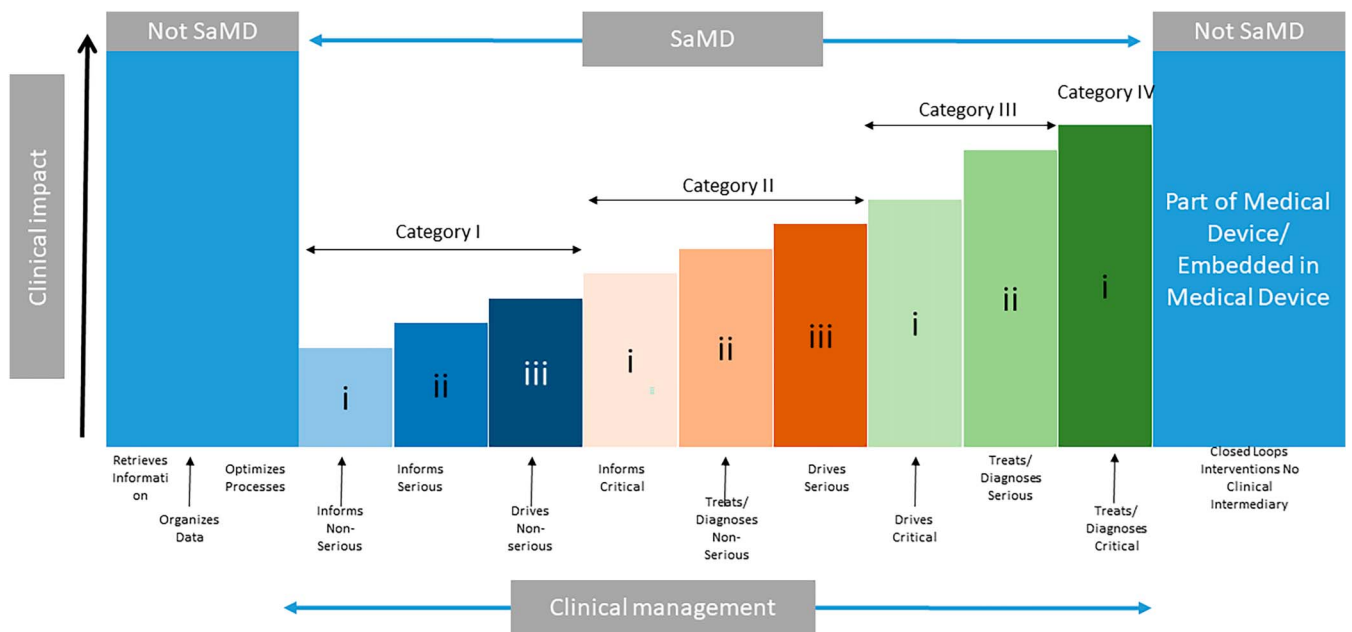 Not SaMD
SaMD
Not SaMD
Clinical impact
Category I
Category II
Category III
Category IV
i
ii
iii
i
ii
iii
i
ii
i
Part of Medical
Device/
Embedded in
Medical Device
Retrieves
Informati
on
Organizes
Data
Optimizes
Processes
Informs
Non-
Serious
Informs
Serious
Drives
Non-
serious
Informs
Critical
Treats/
Diagnoses
Non-
Serious
Drives
Serious
Drives
Critical
Treats/
Diagnoses
Serious
Treats/
Diagnoses
Critical
Closed Loops
Interventions No
Clinical
Intermediary
Clinical management